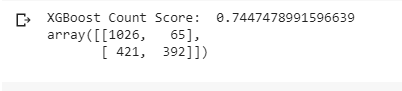 XGBoost Count Score:  0.7447478991596639
array([[1026,   65],
       [ 421,  392]])